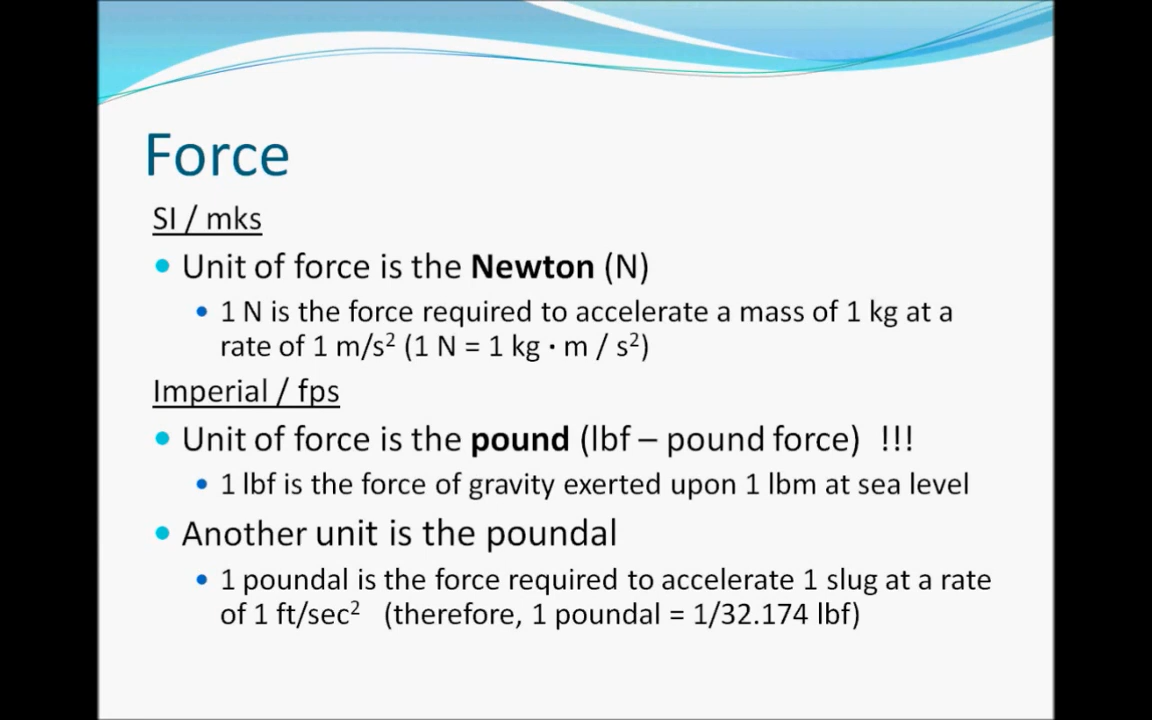 Force
SI / mks
Unit of force is the Newton (N)
1 N is the force required to accelerate a mass of 1 kg at a
rate of 1 m/s² (1 N = 1 kg · m / s²)
Imperial / fps
Unit of force is the pound (lbf – pound force) !!!
1 lbf is the force of gravity exerted upon 1 lbm at sea level
Another unit is the poundal
1 poundal is the force required to accelerate 1 slug at a rate
of 1 ft/sec² (therefore, 1 poundal = 1/32.174 lbf)